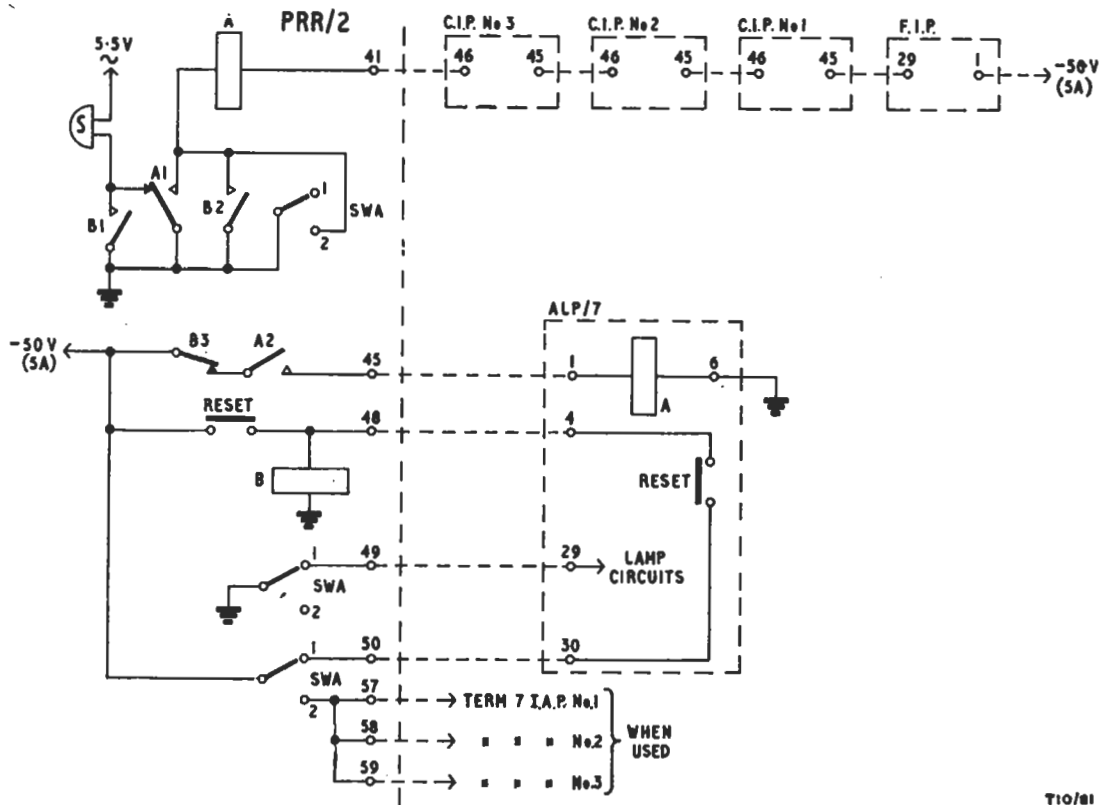 A
PRR/2
5·5V
~
S
41
C.I.P. No 3
46
45
C.I.P. No 2
46
45
C.I.P. No 1
46
45
F.I.P.
29
1
-50V
(5A)
B1
A1
B2
1
SWA
2
-50V
(5A)
B3
A2
45
ALP/7
1
A
6
RESET
48
4
B
RESET
1
49
SWA
2
29
LAMP
CIRCUITS
1
50
30
SWA
2
57
TERM 7 I.A.P. No.1
58
" " " No.2
59
" " " No.3
WHEN
USED
T10/81